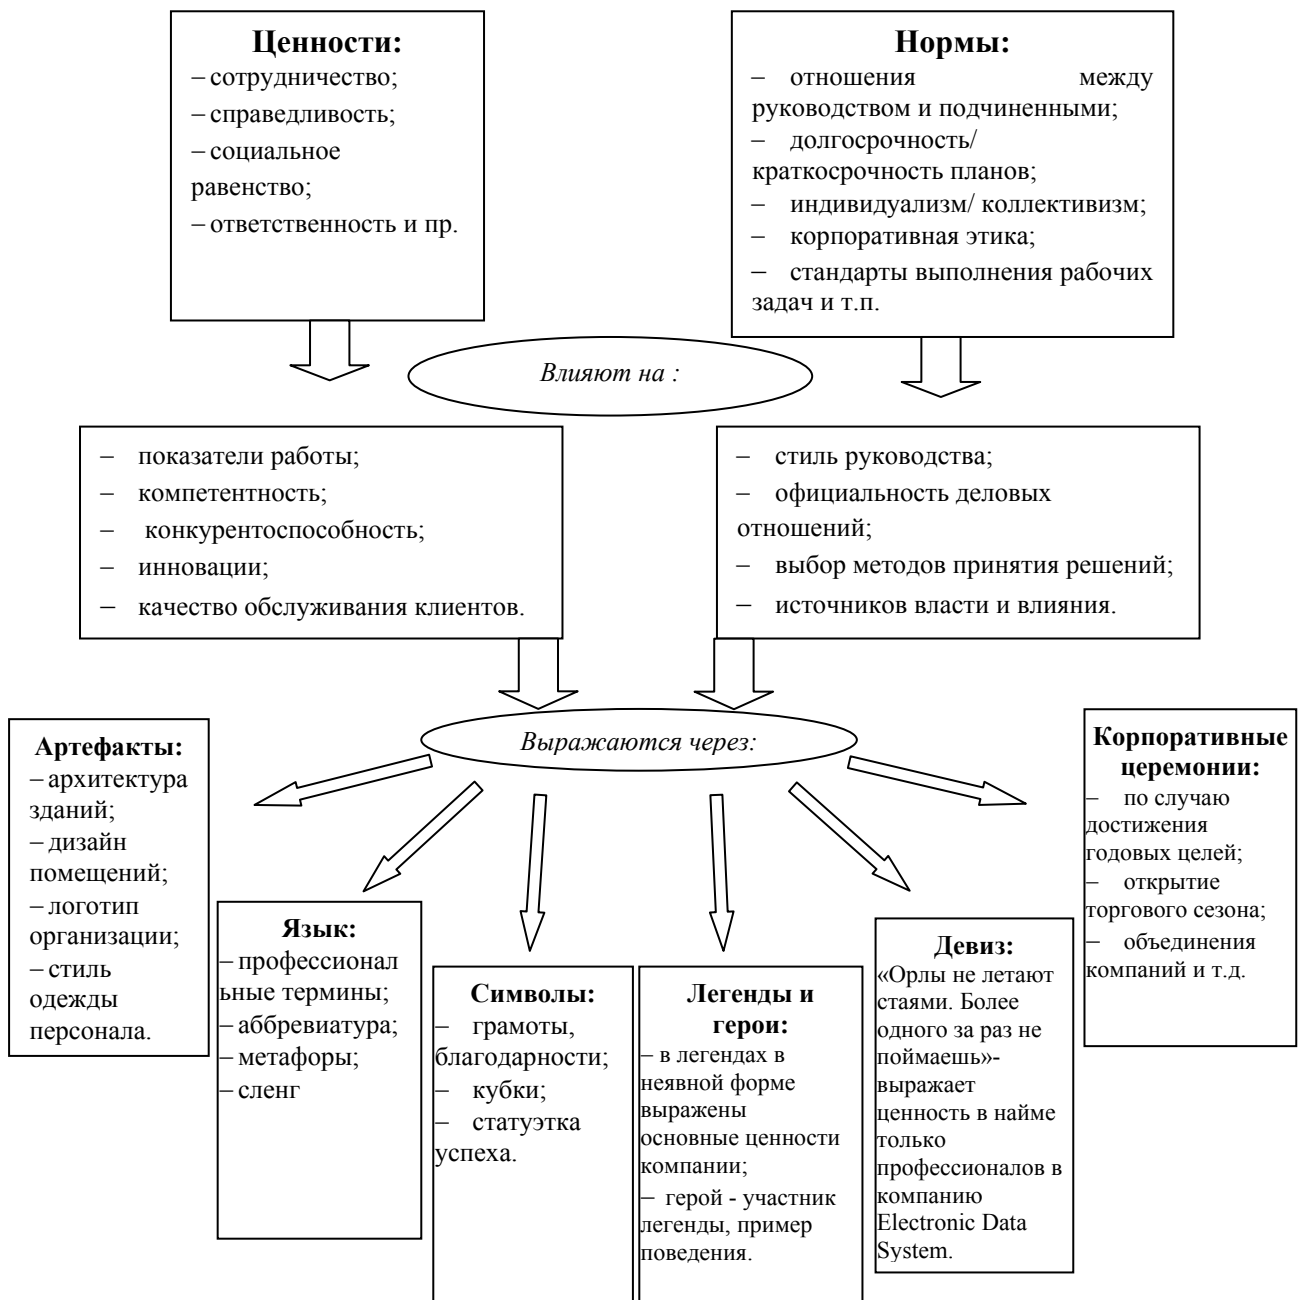 Ценности:
– сотрудничество;
– справедливость;
– социальное
равенство;
– ответственность и пр.
Нормы:
– отношения между
руководством и подчиненными;
– долгосрочность/
краткосрочность планов;
– индивидуализм/ коллективизм;
– корпоративная этика;
– стандарты выполнения рабочих
задач и т.п.
Влияют на :
– показатели работы;
– компетентность;
– конкурентоспособность;
– инновации;
– качество обслуживания клиентов.
– стиль руководства;
– официальность деловых
отношений;
– выбор методов принятия решений;
– источников власти и влияния.
Выражаются через:
Артефакты:
– архитектура
зданий;
– дизайн
помещений;
– логотип
организации;
– стиль
одежды
персонала.
Язык:
– профессионал
ьные термины;
– аббревиатура;
– метафоры;
– сленг
Символы:
– грамоты,
благодарности;
– кубки;
– статуэтка
успеха.
Легенды и
герои:
– в легендах в
неявной форме
выражены
основные ценности
компании;
– герой - участник
легенды, пример
поведения.
Девиз:
«Орлы не летают
стаями. Более
одного за раз не
поймаешь»-
выражает
ценность в найме
только
профессионалов в
компанию
Electronic Data
System.
Корпоративные
церемонии:
– по случаю
достижения
годовых целей;
– открытие
торгового сезона;
– объединения
компаний и т.д.